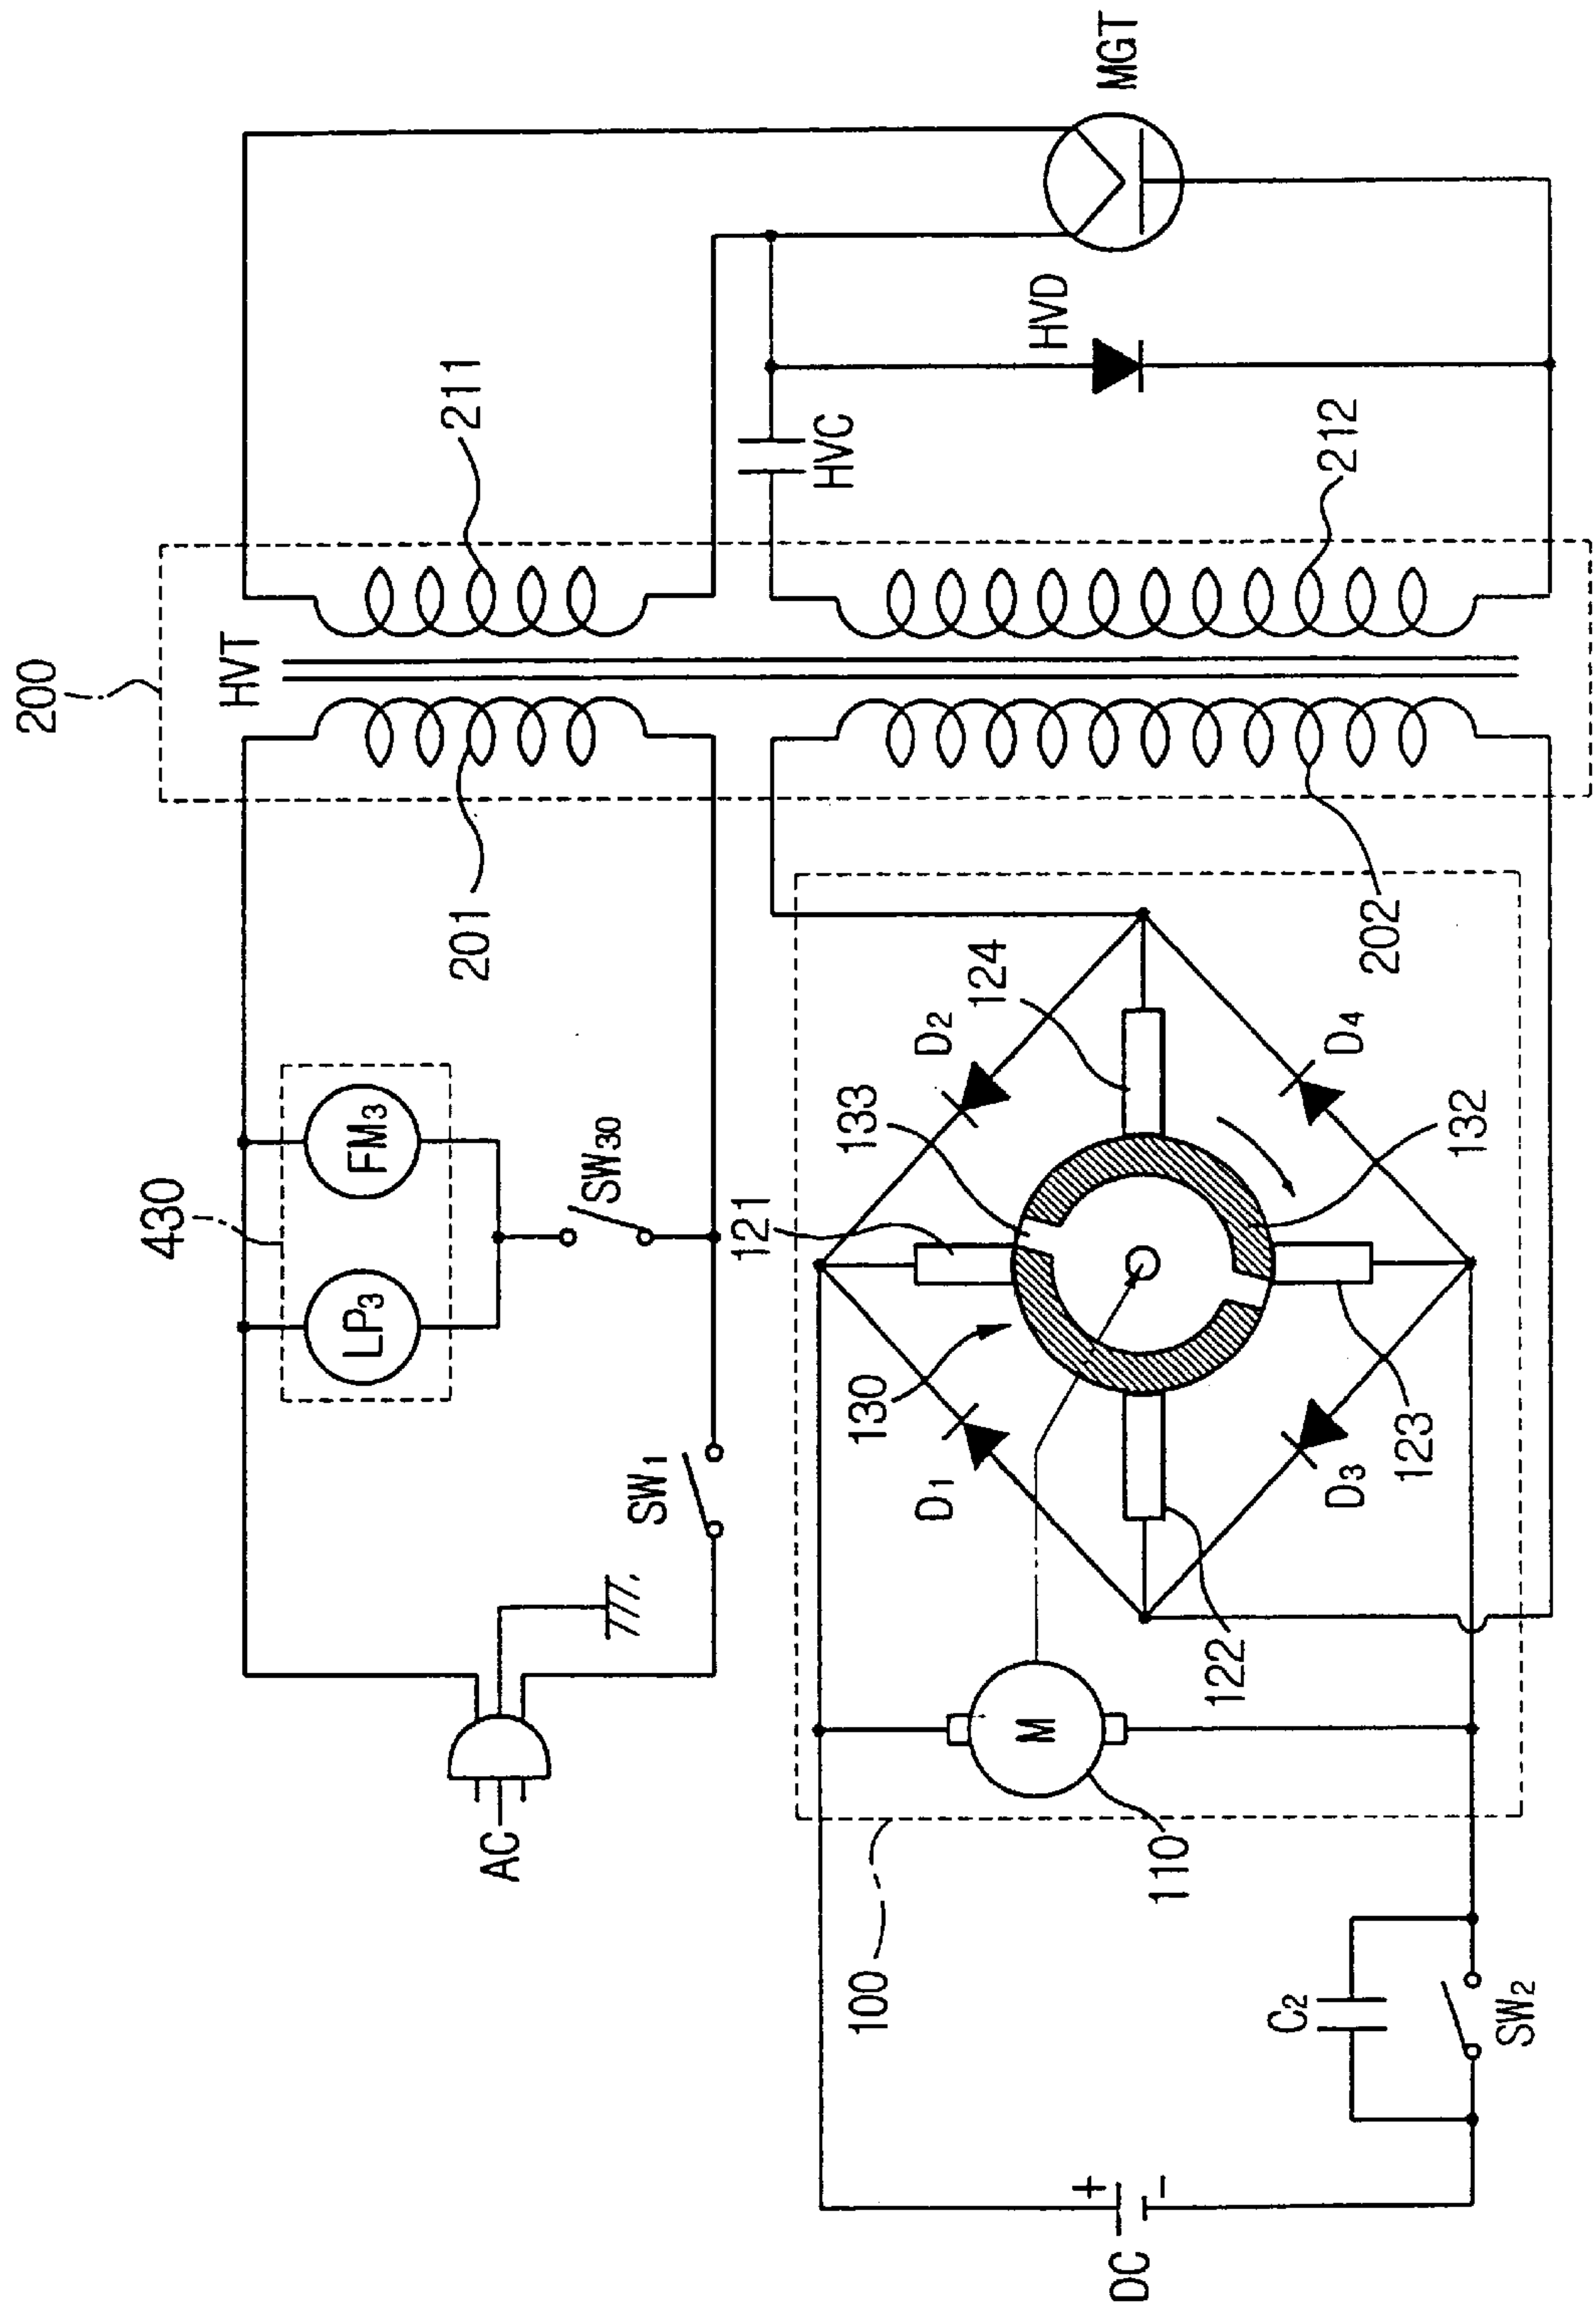 200
HVT
211
MGT
430
LP3
FM3
SW30
201
SW1
AC
HVC
HVD
212
202
121
133
D2
124
130
D1
D4
132
123
D3
122
M
110
100
C2
SW2
DC
+
−